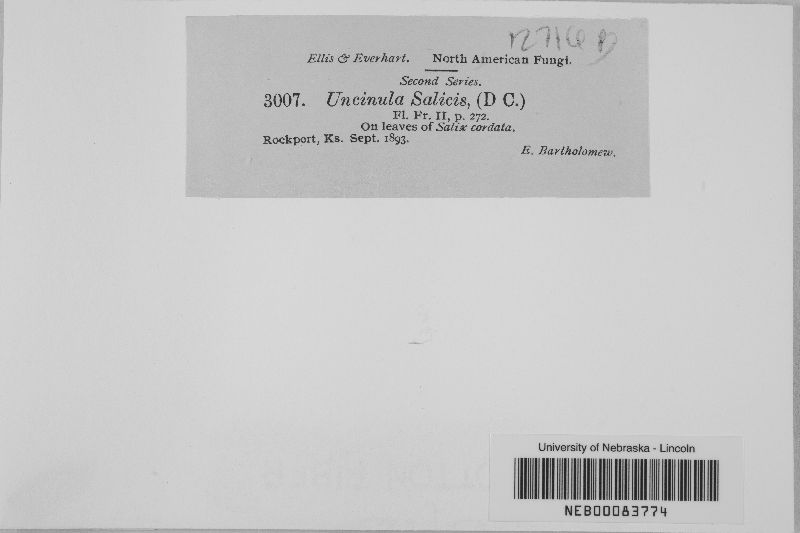 Ellis & Everhart. North American Fungi.
Second Series.
3007. Uncinula Salicis, (D C.)
Fl. Fr. II, p. 272.
On leaves of Salix cordata.
Rockport, Ks. Sept. 1893.
E. Bartholomew.
University of Nebraska - Lincoln
NEB00083774